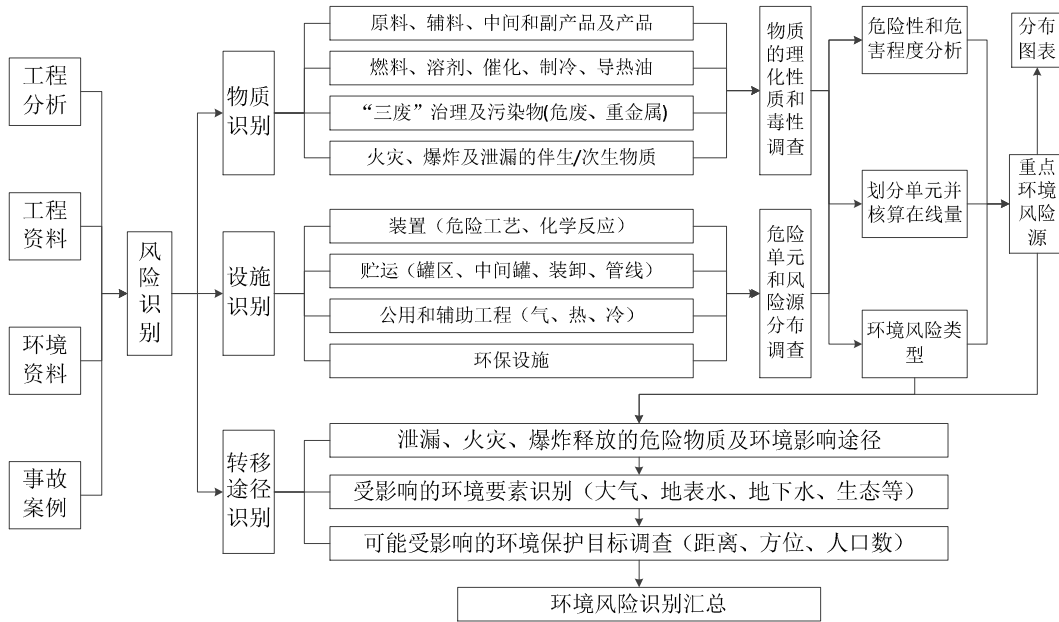 工程
分析
工程
资料
环境
资料
事故
案例
风
险
识
别
物质
识别
设施
识别
转移
途径
识别
原料、辅料、中间和副产品及产品
燃料、溶剂、催化、制冷、导热油
“三废”治理及污染物(危废、重金属)
火灾、爆炸及泄漏的伴生/次生物质
装置（危险工艺、化学反应）
贮运（罐区、中间罐、装卸、管线）
公用和辅助工程（气、热、冷）
环保设施
物质
的理
化性
质和
毒性
调查
危险
单元
和风
险源
分布
调查
危险性和危
害程度分析
划分单元并
核算在线量
环境风险类
型
分布
图表
重点
环境
风险
源
泄漏、火灾、爆炸释放的危险物质及环境影响途径
受影响的环境要素识别（大气、地表水、地下水、生态等）
可能受影响的环境保护目标调查（距离、方位、人口数）
环境风险识别汇总